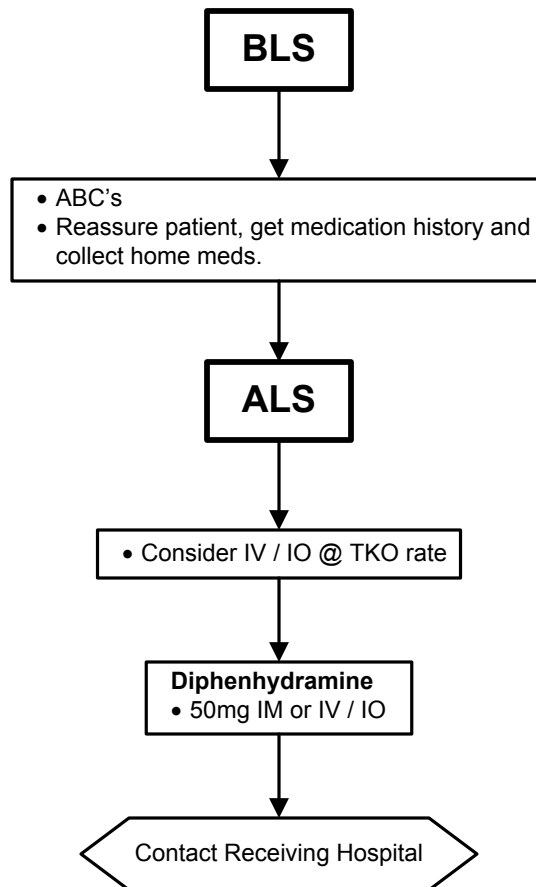 BLS
• ABC’s
• Reassure patient, get medication history and
collect home meds.
ALS
• Consider IV / IO @ TKO rate
Diphenhydramine
• 50mg IM or IV / IO
Contact Receiving Hospital